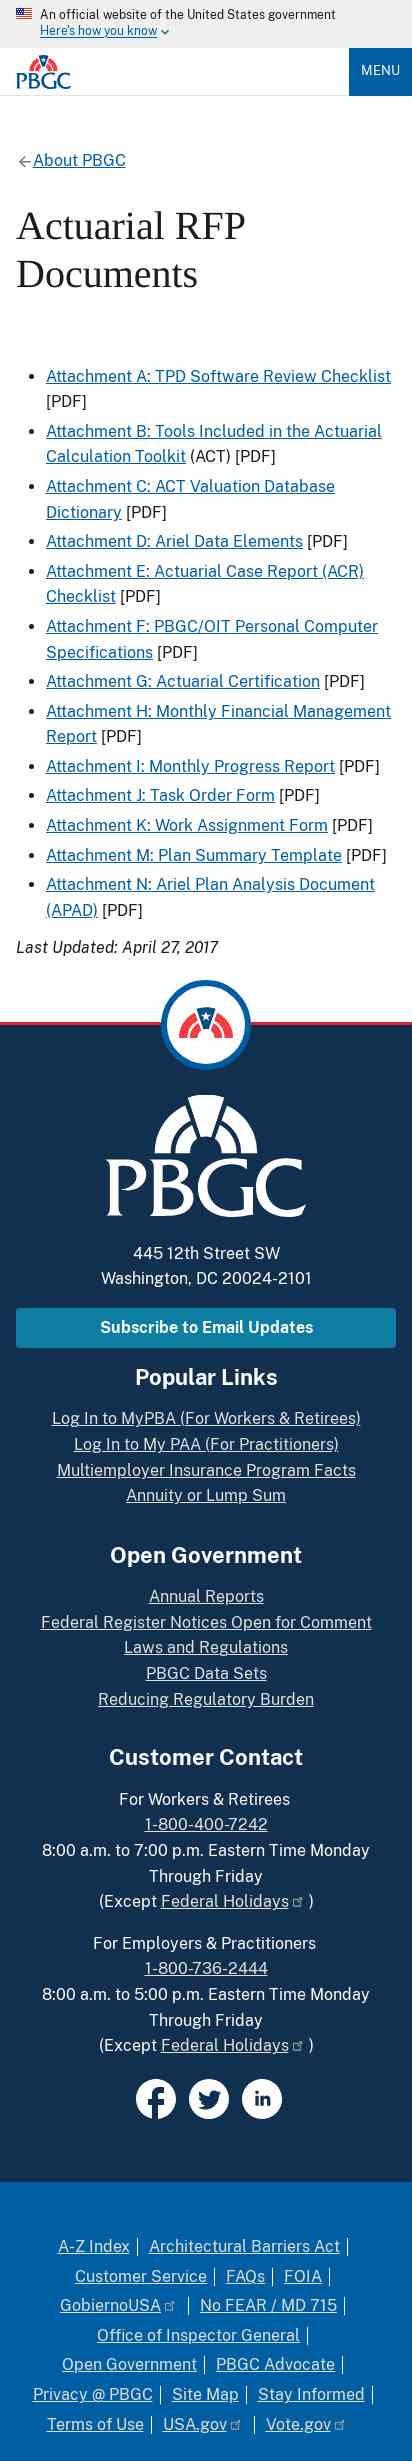 An official website of the United States government
Here's how you know
PBGC
MENU
About PBGC
Actuarial RFP
Documents
Attachment A: TPD Software Review Checklist
[PDF]
Attachment B: Tools Included in the Actuarial
Calculation Toolkit (ACT) [PDF]
Attachment C: ACT Valuation Database
Dictionary [PDF]
Attachment D: Ariel Data Elements [PDF]
Attachment E: Actuarial Case Report (ACR)
Checklist [PDF]
Attachment F: PBGC/OIT Personal Computer
Specifications [PDF]
Attachment G: Actuarial Certification [PDF]
Attachment H: Monthly Financial Management
Report [PDF]
Attachment I: Monthly Progress Report [PDF]
Attachment J: Task Order Form [PDF]
Attachment K: Work Assignment Form [PDF]
Attachment M: Plan Summary Template [PDF]
Attachment N: Ariel Plan Analysis Document
(APAD) [PDF]
Last Updated: April 27, 2017
PBGC
445 12th Street SW
Washington, DC 20024-2101
Subscribe to Email Updates
Popular Links
Log In to MyPBA (For Workers & Retirees)
Log In to My PAA (For Practitioners)
Multiemployer Insurance Program Facts
Annuity or Lump Sum
Open Government
Annual Reports
Federal Register Notices Open for Comment
Laws and Regulations
PBGC Data Sets
Reducing Regulatory Burden
Customer Contact
For Workers & Retirees
1-800-400-7242
8:00 a.m. to 7:00 p.m. Eastern Time Monday
Through Friday
(Except Federal Holidays )
For Employers & Practitioners
1-800-736-2444
8:00 a.m. to 5:00 p.m. Eastern Time Monday
Through Friday
(Except Federal Holidays )
in
A-Z Index | Architectural Barriers Act |
Customer Service | FAQs | FOIA |
GobiernoUSA | No FEAR / MD 715 |
Office of Inspector General |
Open Government | PBGC Advocate |
Privacy @ PBGC | Site Map | Stay Informed |
Terms of Use | USA.gov | Vote.gov